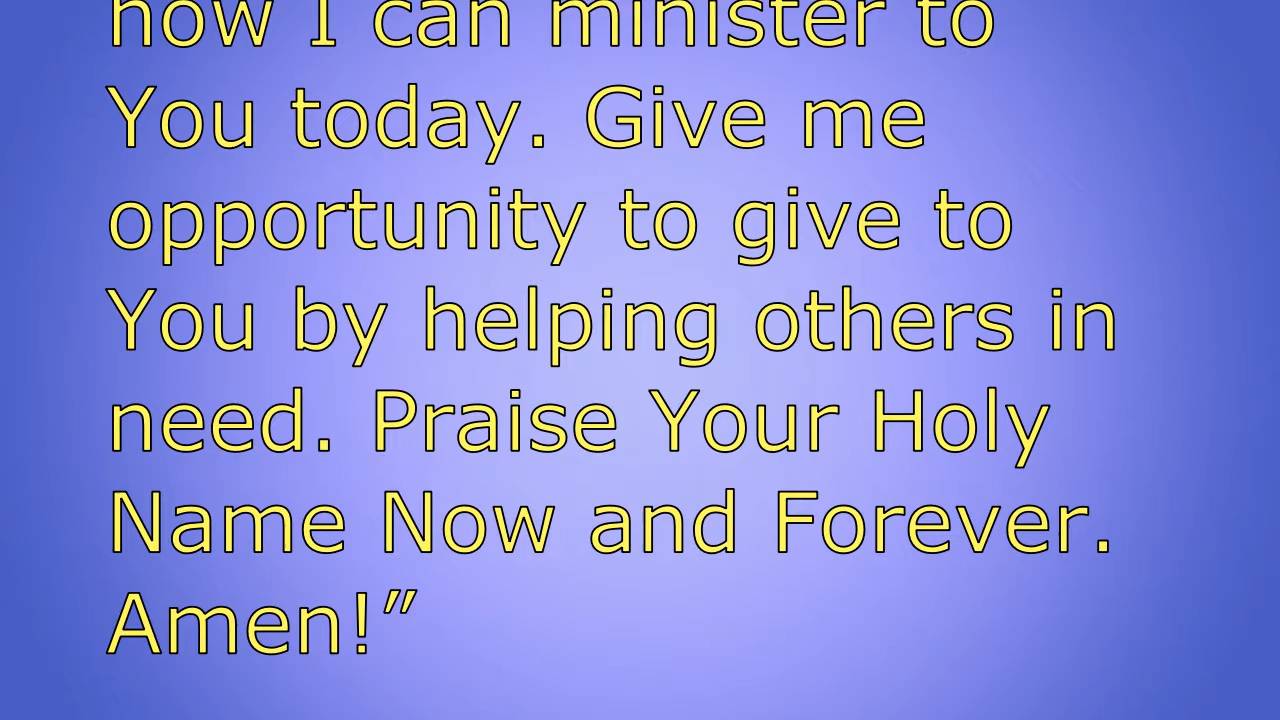 how I can minister to
You today. Give me
opportunity to give to
You by helping others in
need. Praise Your Holy
Name Now and Forever.
Amen!”